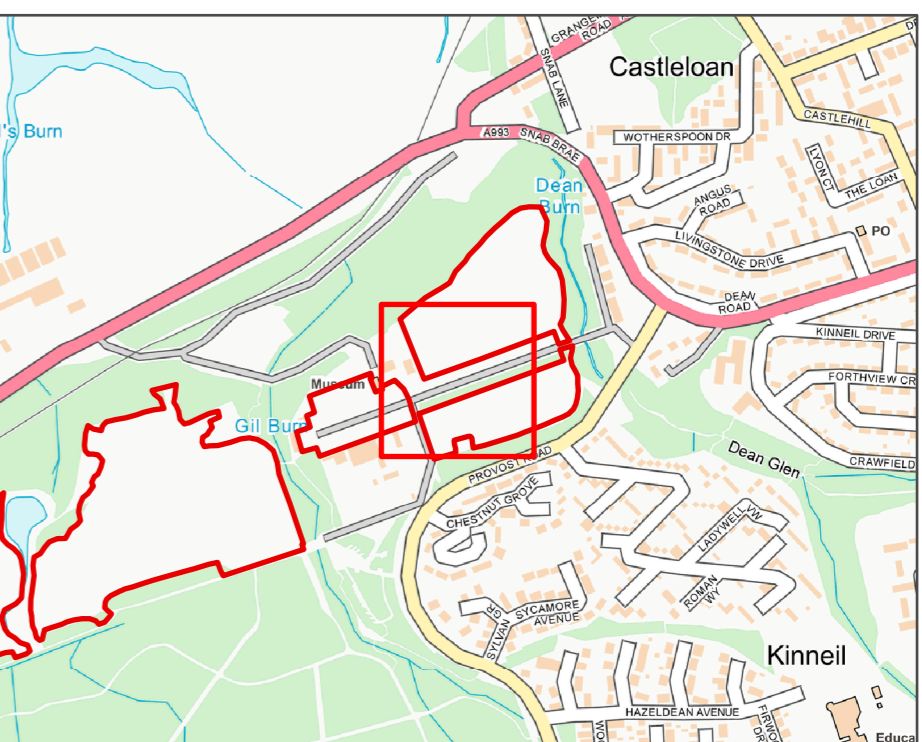 GRANGE
ROAD
SNAB LANE
Castleloan
CASTLEHILL
's Burn
A993
SNAB BRAE
WOTHERSPOON DR
LYON CT
THE LOAN
Dean
Burn
ANGUS
ROAD
PO
LIVINGSTONE DRIVE
DEAN
ROAD
KINNEIL DRIVE
FORTHVIEW CR
Museum
Gil Burn
Dean Glen
CRAWFIELD
PROVOST ROAD
CHESTNUT GROVE
LADYWELL VW
ROMAN
WY
SYCAMORE
AVENUE
SYLVAN
GR
Kinneil
HAZELDEAN AVENUE
Educa